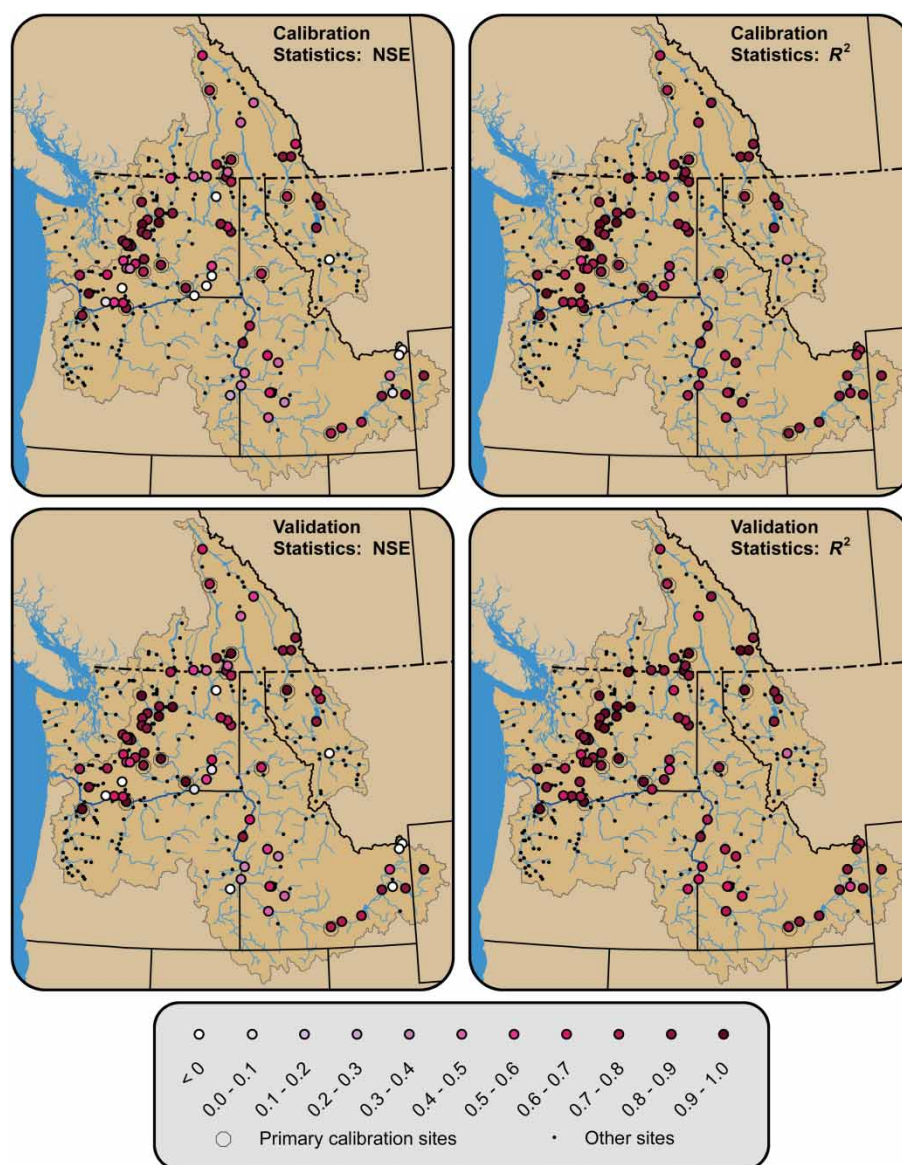 Calibration
Statistics: NSE
Calibration
Statistics: R²
Validation
Statistics: NSE
Validation
Statistics: R²
< 0
0.0 - 0.1
0.1 - 0.2
0.2 - 0.3
0.3 - 0.4
0.4 - 0.5
0.5 - 0.6
0.6 - 0.7
0.7 - 0.8
0.8 - 0.9
0.9 - 1.0
Primary calibration sites
Other sites